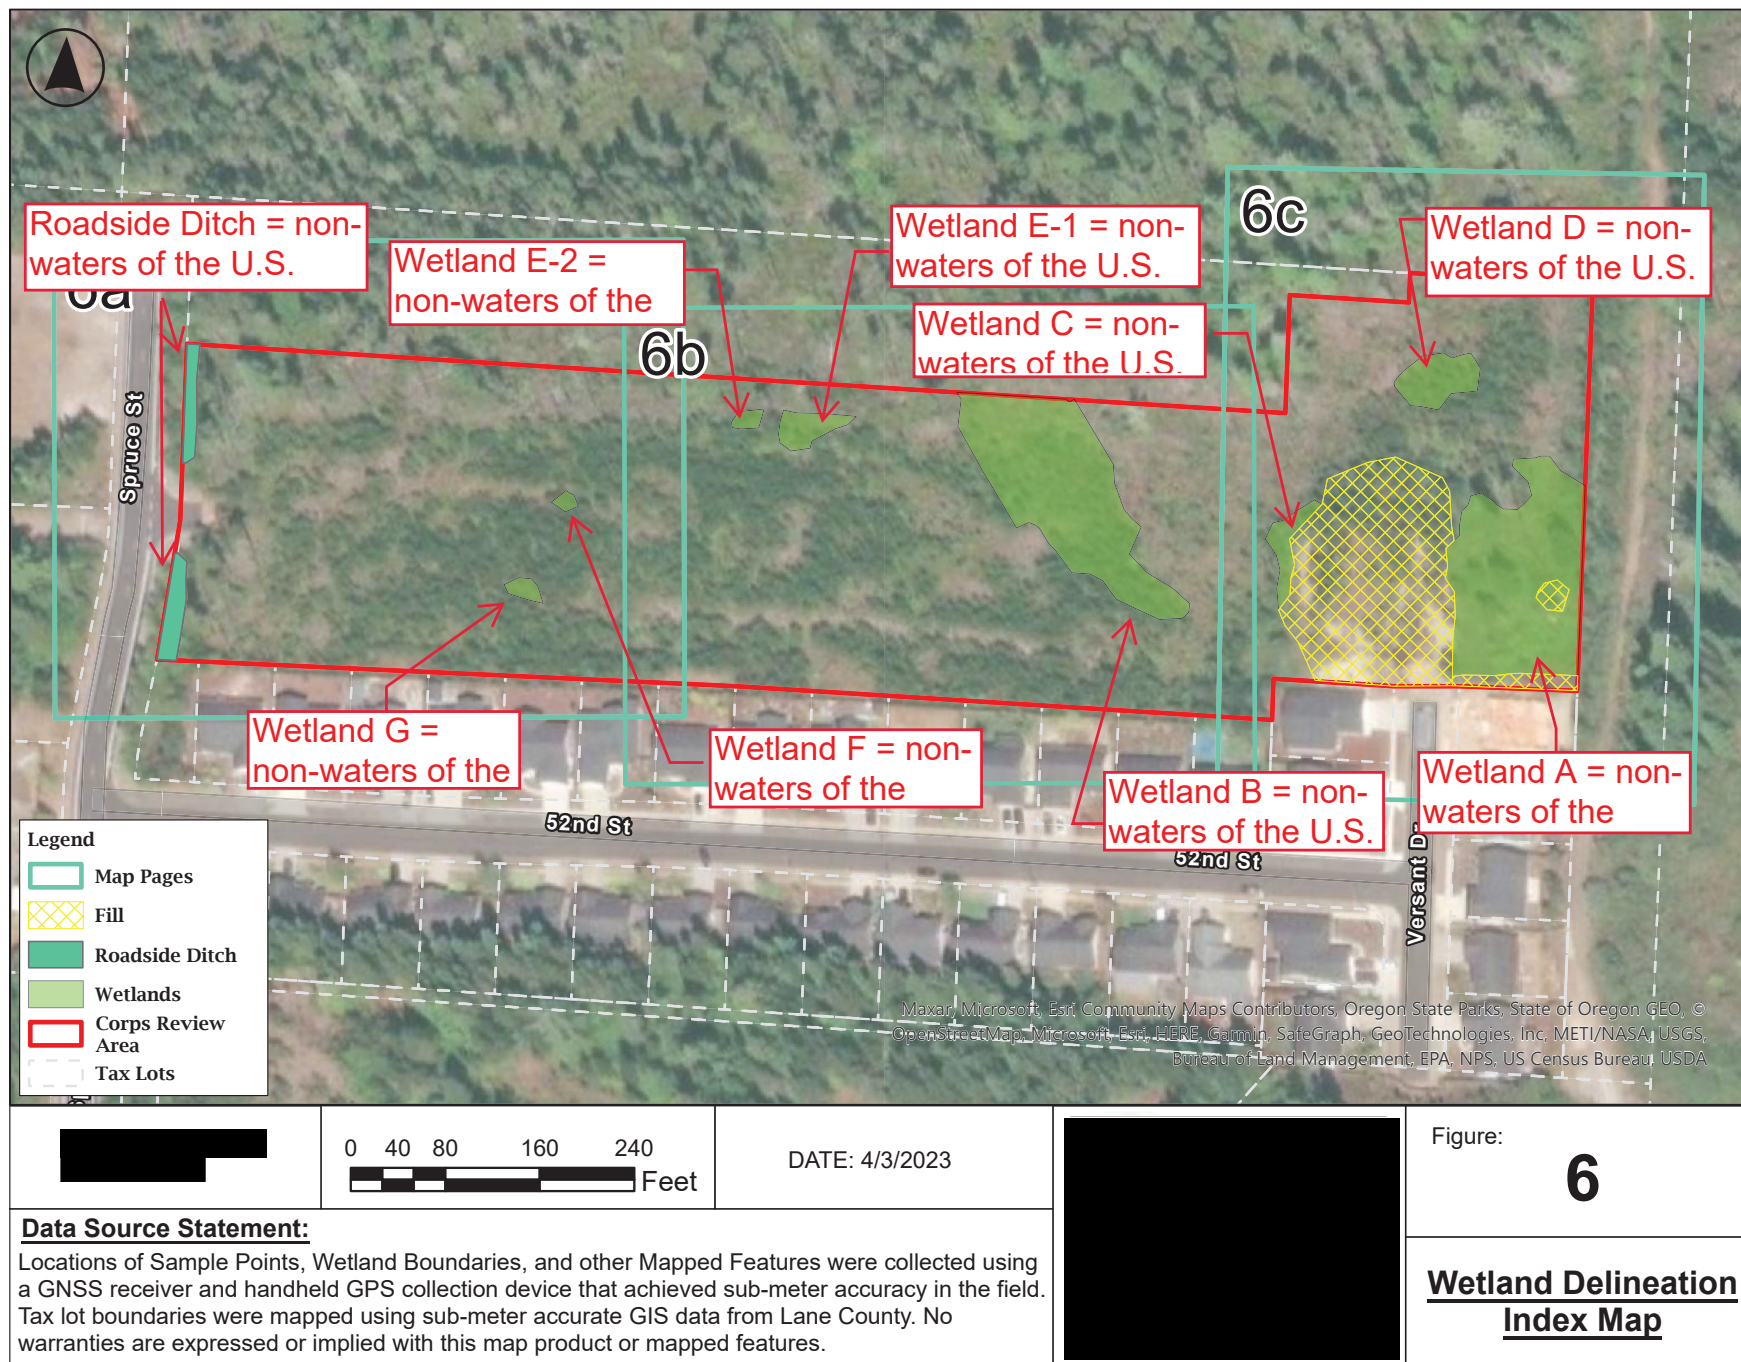 Roadside Ditch = non-
waters of the U.S.
6a
Wetland E-2 =
non-waters of the
Wetland E-1 = non-
waters of the U.S.
6c
Wetland D = non-
waters of the U.S.
Wetland C = non-
waters of the U.S.
6b
Spruce St
Wetland G =
non-waters of the
Wetland F = non-
waters of the
Wetland B = non-
waters of the U.S.
Wetland A = non-
waters of the
52nd St
52nd St
Versant Dr
Legend
Map Pages
Fill
Roadside Ditch
Wetlands
Corps Review
Area
Tax Lots
Maxar, Microsoft, Esri Community Maps Contributors, Oregon State Parks, State of Oregon GEO, ©
OpenStreetMap, Microsoft, Esri, HERE, Garmin, SafeGraph, GeoTechnologies, Inc, METI/NASA, USGS,
Bureau of Land Management, EPA, NPS, US Census Bureau, USDA
0 40 80 160 240
Feet
DATE: 4/3/2023
Figure:
6
Wetland Delineation
Index Map
Data Source Statement:
Locations of Sample Points, Wetland Boundaries, and other Mapped Features were collected using
a GNSS receiver and handheld GPS collection device that achieved sub-meter accuracy in the field.
Tax lot boundaries were mapped using sub-meter accurate GIS data from Lane County. No
warranties are expressed or implied with this map product or mapped features.